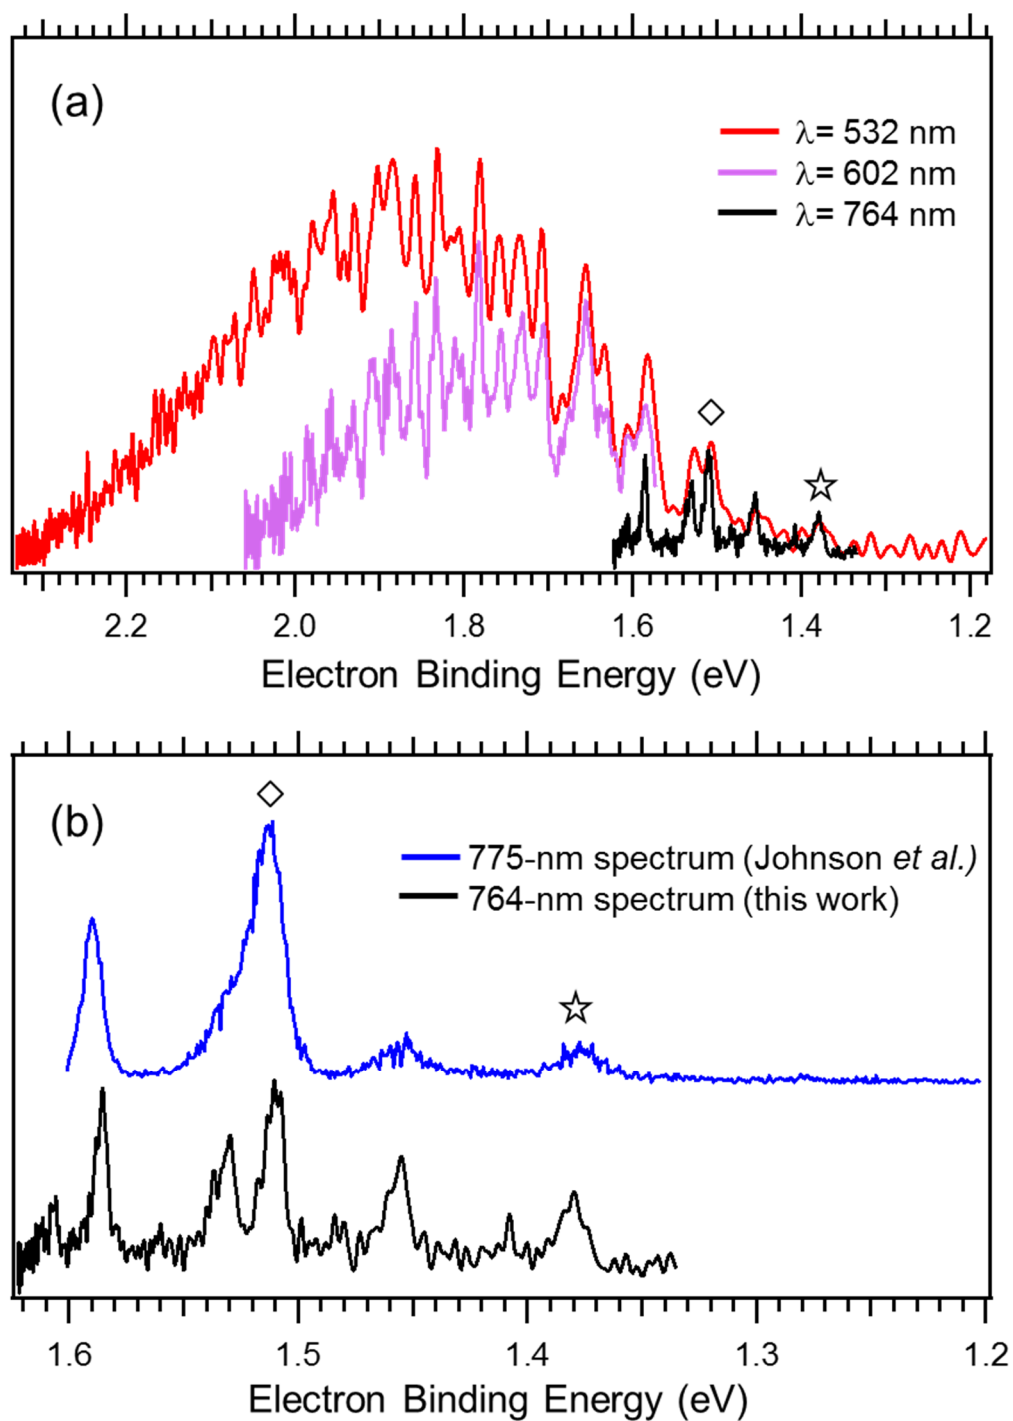 (a)
λ= 532 nm
λ= 602 nm
λ= 764 nm
2.2 2.0 1.8 1.6 1.4 1.2
Electron Binding Energy (eV)
(b)
775-nm spectrum (Johnson et al.)
764-nm spectrum (this work)
1.6 1.5 1.4 1.3 1.2
Electron Binding Energy (eV)